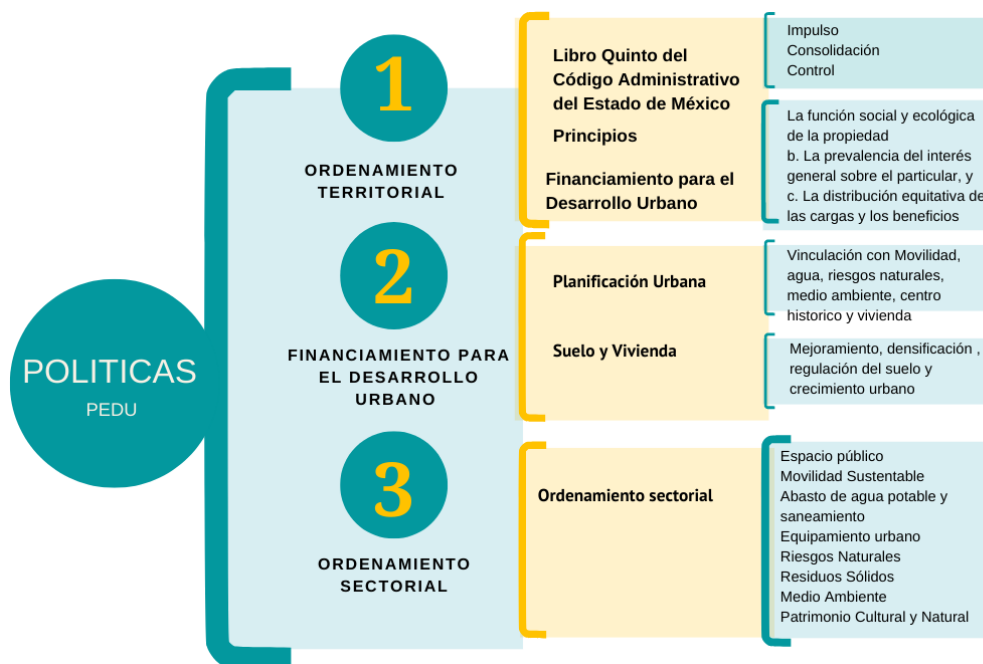 POLITICAS
PEDU
1
ORDENAMIENTO
TERRITORIAL
Libro Quinto del
Código Administrativo
del Estado de México
Principios
Financiamiento para el
Desarrollo Urbano
Impulso
Consolidación
Control
La función social y ecológica
de la propiedad
b. La prevalencia del interés
general sobre el particular, y
c. La distribución equitativa de
las cargas y los beneficios
2
FINANCIAMIENTO PARA
EL DESARROLLO
URBANO
Planificación Urbana
Vinculación con Movilidad,
agua, riesgos naturales,
medio ambiente, centro
historico y vivienda
Suelo y Vivienda
Mejoramiento, densificación ,
regulación del suelo y
crecimiento urbano
3
ORDENAMIENTO
SECTORIAL
Ordenamiento sectorial
Espacio público
Movilidad Sustentable
Abasto de agua potable y
saneamiento
Equipamiento urbano
Riesgos Naturales
Residuos Sólidos
Medio Ambiente
Patrimonio Cultural y Natural